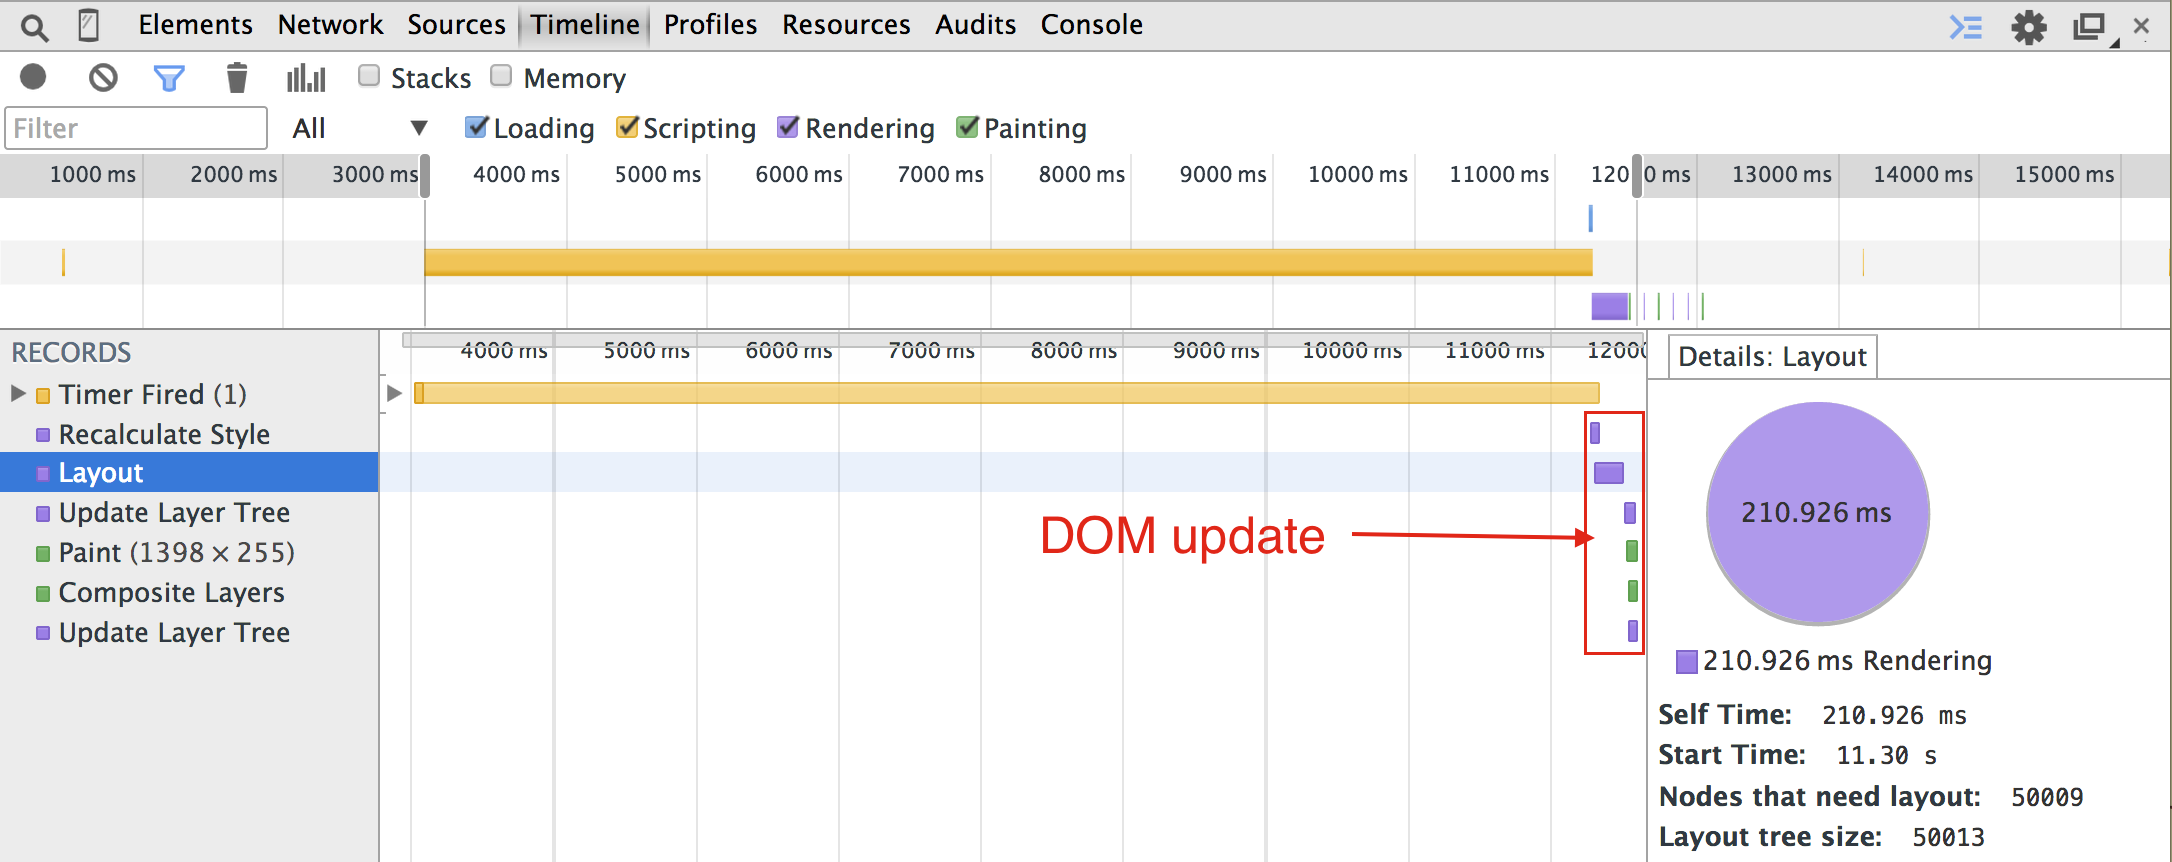 Elements Network Sources Timeline Profiles Resources Audits Console
Stacks Memory
Filter All Loading Scripting Rendering Painting
1000 ms 2000 ms 3000 ms 4000 ms 5000 ms 6000 ms 7000 ms 8000 ms 9000 ms 10000 ms 11000 ms 120 0 ms 13000 ms 14000 ms 15000 ms
RECORDS 4000 ms 5000 ms 6000 ms 7000 ms 8000 ms 9000 ms 10000 ms 11000 ms 12000 Details: Layout
Timer Fired (1)
Recalculate Style
Layout
Update Layer Tree
Paint (1398 × 255)
Composite Layers
Update Layer Tree
DOM update
210.926 ms
210.926 ms Rendering
Self Time: 210.926 ms
Start Time: 11.30 s
Nodes that need layout: 50009
Layout tree size: 50013